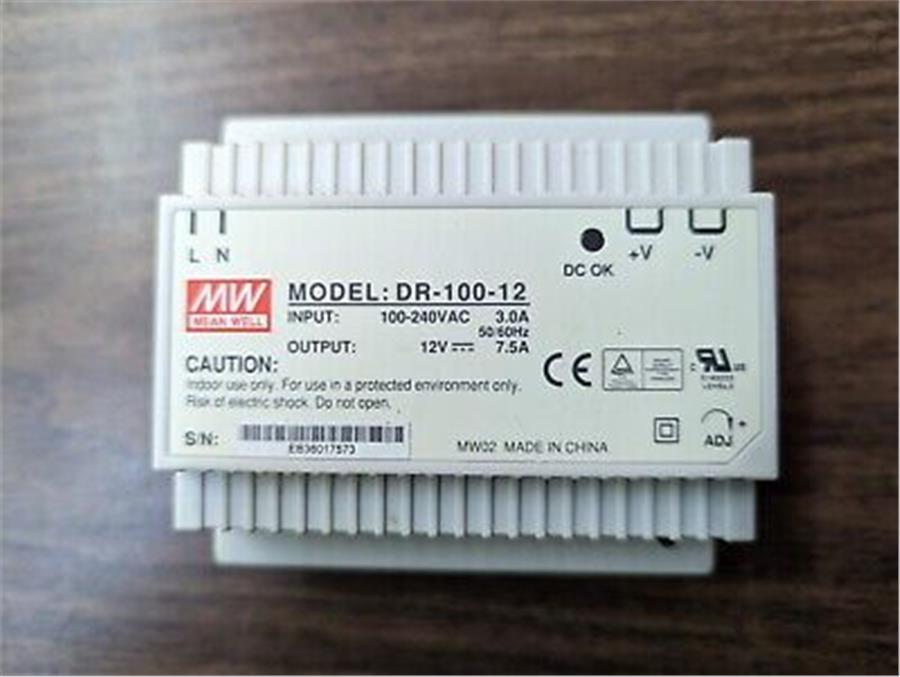 L N
DC OK
+V
-V
MW
MEAN WELL
MODEL: DR-100-12
INPUT: 100-240VAC 3.0A
50/60Hz
OUTPUT: 12V 7.5A
CAUTION:
Indoor use only. For use in a protected environment only.
Risk of electric shock. Do not open.
CE
c UL us
S/N:
EB36017573
MW02 MADE IN CHINA
ADJ
+